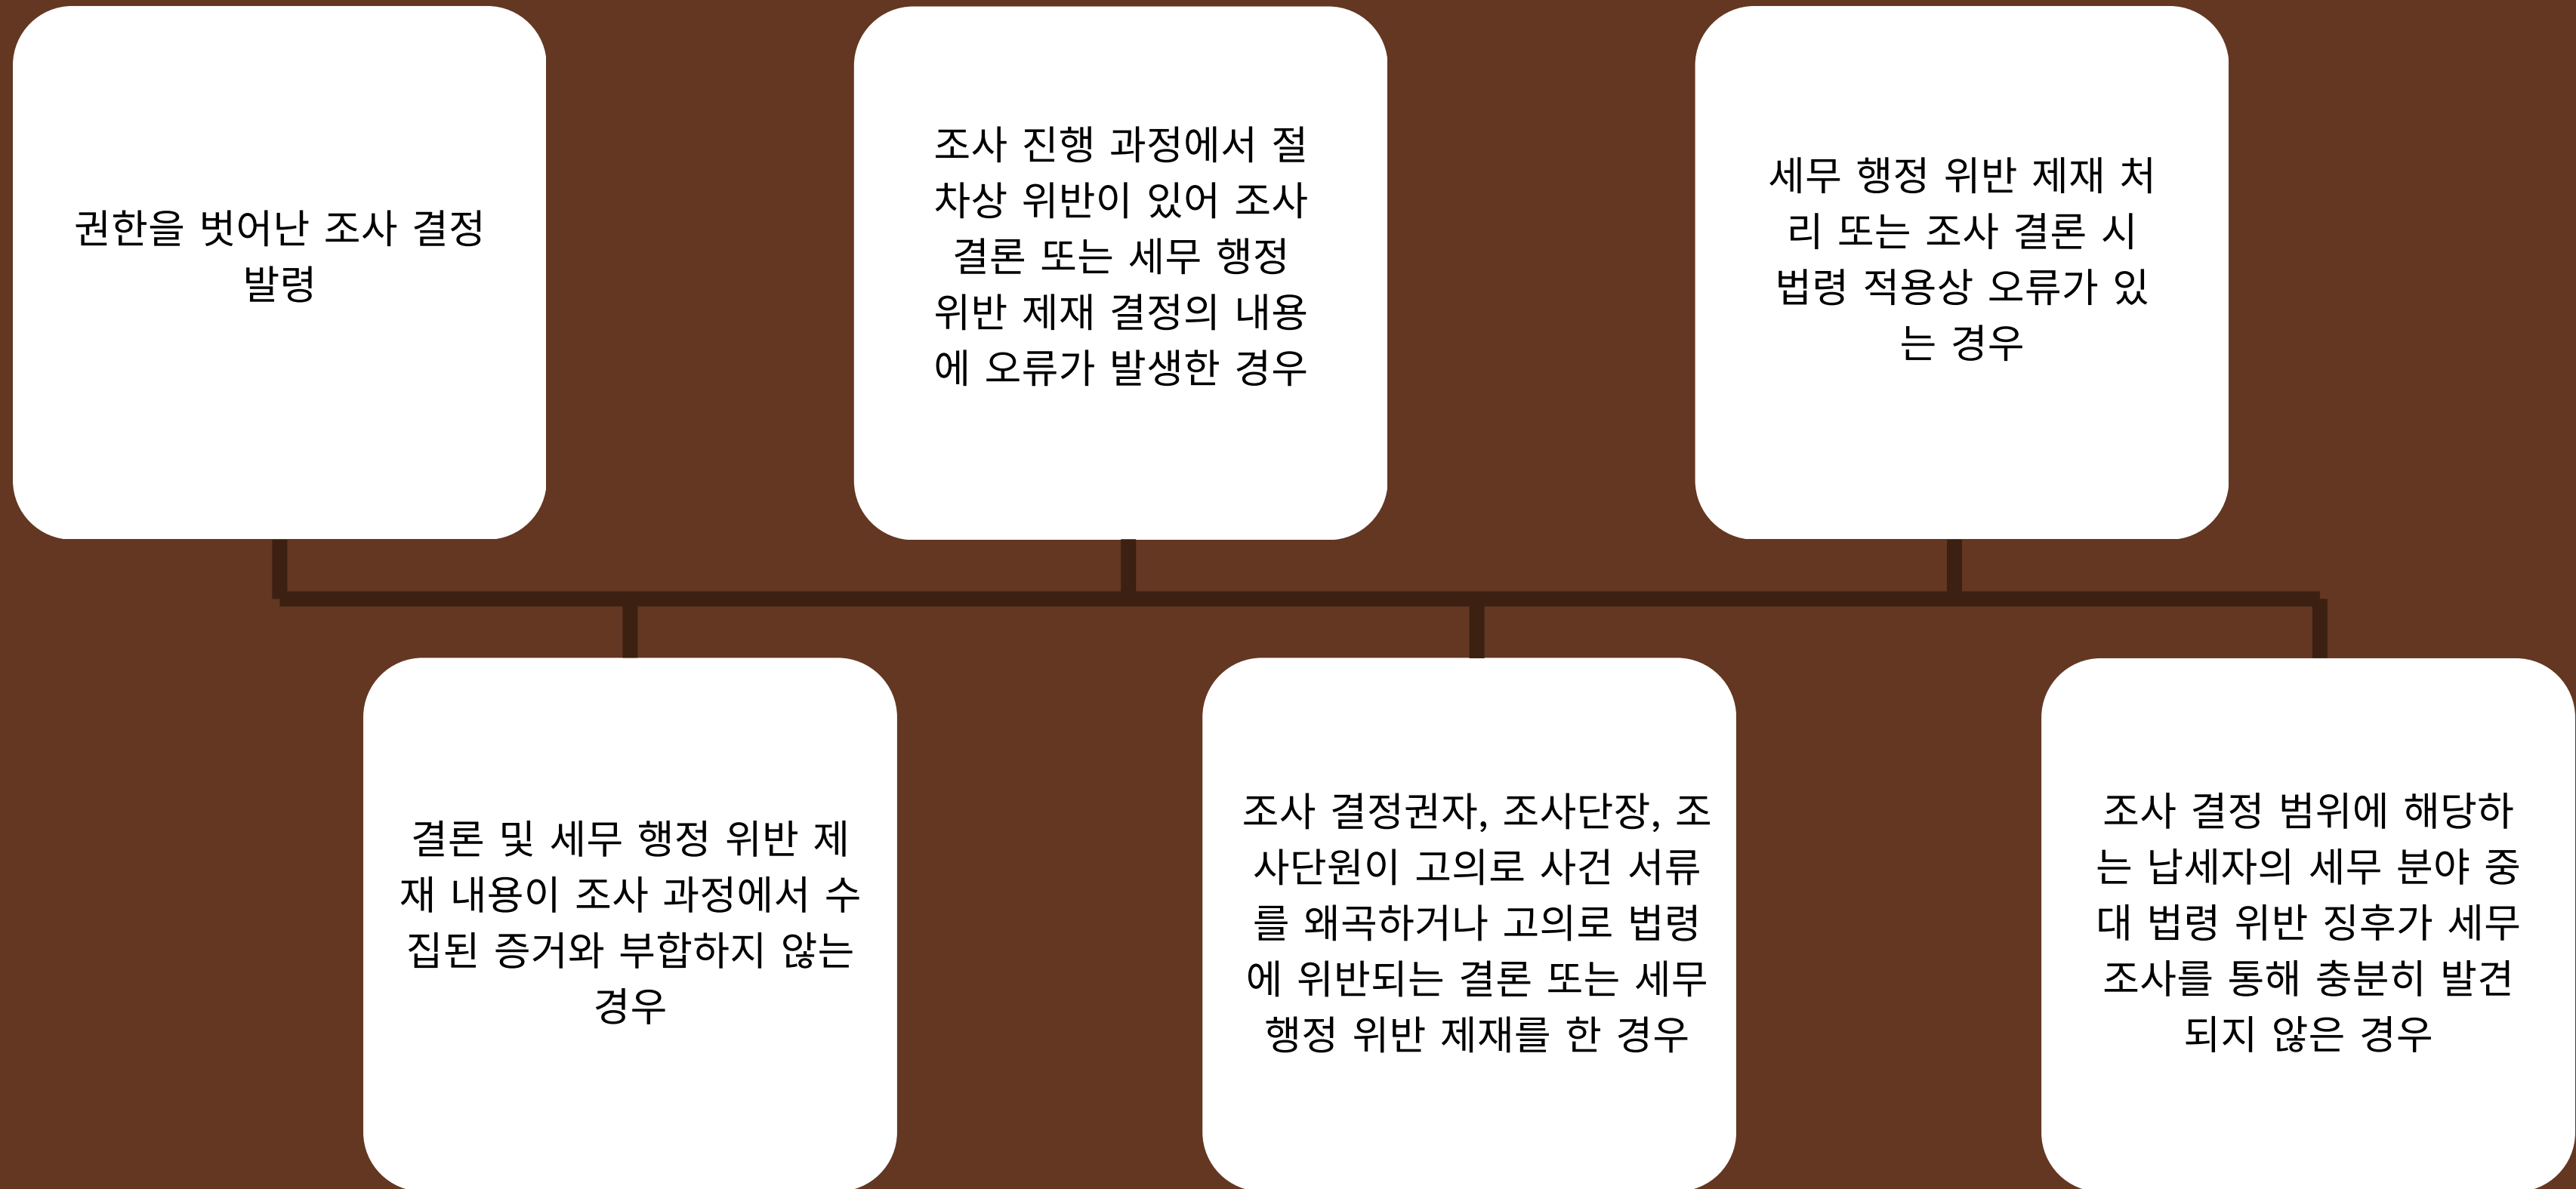 권한을 벗어난 조사 결정
발령
조사 진행 과정에서 절
차상 위반이 있어 조사
결론 또는 세무 행정
위반 제재 결정의 내용
에 오류가 발생한 경우
세무 행정 위반 제재 처
리 또는 조사 결론 시
법령 적용상 오류가 있
는 경우
결론 및 세무 행정 위반 제
재 내용이 조사 과정에서 수
집된 증거와 부합하지 않는
경우
조사 결정권자, 조사단장, 조
사단원이 고의로 사건 서류
를 왜곡하거나 고의로 법령
에 위반되는 결론 또는 세무
행정 위반 제재를 한 경우
조사 결정 범위에 해당하
는 납세자의 세무 분야 중
대 법령 위반 징후가 세무
조사를 통해 충분히 발견
되지 않은 경우